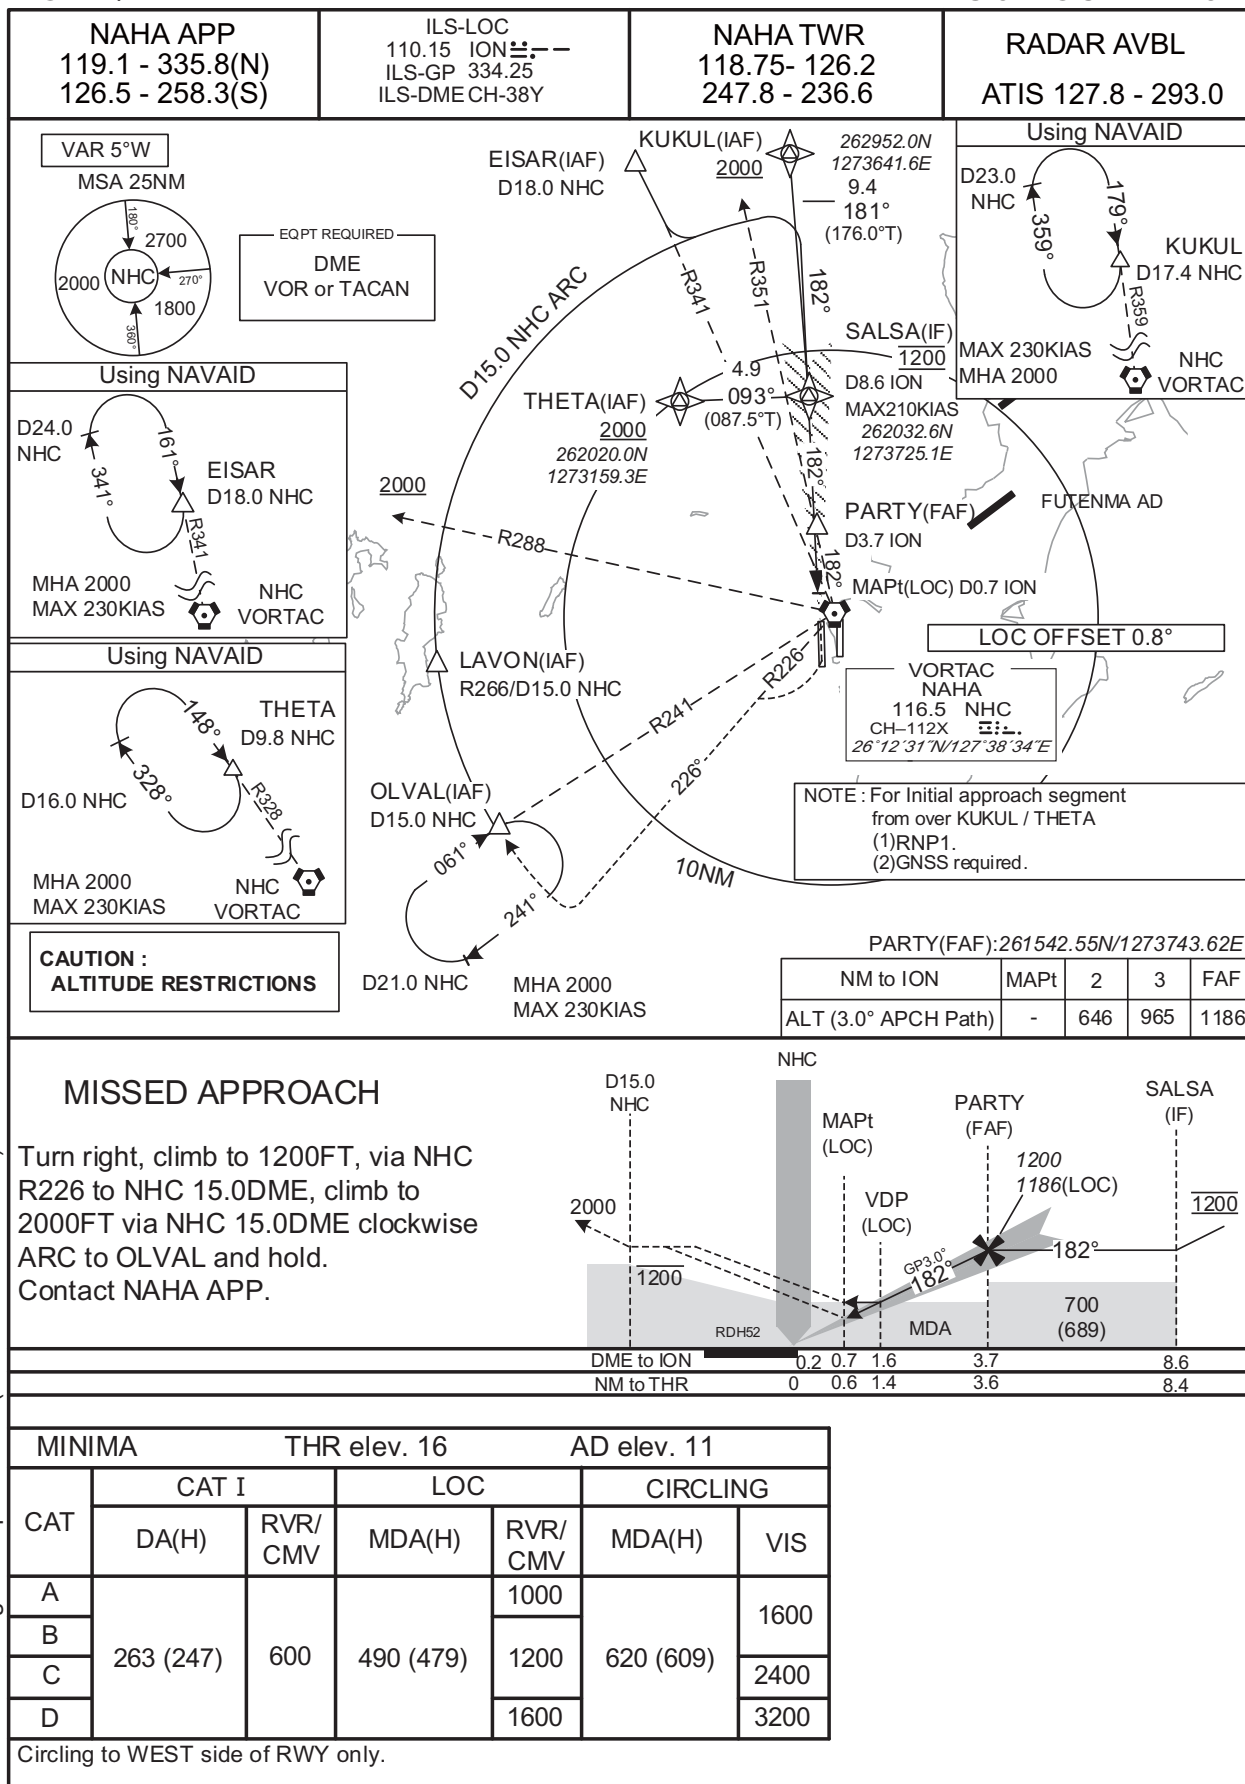 NAHA APP
119.1 - 335.8(N)
126.5 - 258.3(S)
ILS-LOC
110.15 ION
ILS-GP 334.25
ILS-DME CH-38Y
NAHA TWR
118.75- 126.2
247.8 - 236.6
RADAR AVBL
ATIS 127.8 - 293.0
VAR 5°W
MSA 25NM
180°
2700
2000
NHC
270°
1800
360°
EQPT REQUIRED
DME
VOR or TACAN
EISAR(IAF)
D18.0 NHC
KUKUL(IAF)
2000
262952.0N
1273641.6E
9.4
181°
(176.0°T)
Using NAVAID
D23.0
NHC
179°
359°
KUKUL
D17.4 NHC
R359
MAX 230KIAS
MHA 2000
NHC
VORTAC
D15.0 NHC ARC
R341
R351
182°
SALSA(IF)
1200
D8.6 ION
MAX210KIAS
262032.6N
1273725.1E
4.9
093°
(087.5°T)
THETA(IAF)
2000
262020.0N
1273159.3E
182°
PARTY(FAF)
D3.7 ION
FUTENMA AD
182°
MAPt(LOC) D0.7 ION
2000
R288
Using NAVAID
D24.0
NHC
161°
341°
EISAR
D18.0 NHC
R341
MHA 2000
MAX 230KIAS
NHC
VORTAC
Using NAVAID
148°
328°
THETA
D9.8 NHC
D16.0 NHC
R328
MHA 2000
MAX 230KIAS
NHC
VORTAC
LOC OFFSET 0.8°
VORTAC
NAHA
116.5 NHC
CH–112X
26°12´31˝N/127°38´34˝E
LAVON(IAF)
R266/D15.0 NHC
R226
R241
226°
OLVAL(IAF)
D15.0 NHC
061°
241°
D21.0 NHC
MHA 2000
MAX 230KIAS
10NM
NOTE : For Initial approach segment
from over KUKUL / THETA
(1)RNP1.
(2)GNSS required.
CAUTION :
ALTITUDE RESTRICTIONS
PARTY(FAF):261542.55N/1273743.62E
NM to ION MAPt 2 3 FAF
ALT (3.0° APCH Path) - 646 965 1186
MISSED APPROACH
Turn right, climb to 1200FT, via NHC
R226 to NHC 15.0DME, climb to
2000FT via NHC 15.0DME clockwise
ARC to OLVAL and hold.
Contact NAHA APP.
D15.0
NHC
NHC
MAPt
(LOC)
VDP
(LOC)
PARTY
(FAF)
SALSA
(IF)
1200
1186(LOC)
1200
2000
1200
GP3.0°
182°
182°
RDH52
MDA
700
(689)
DME to ION 0.2 0.7 1.6 3.7 8.6
NM to THR 0 0.6 1.4 3.6 8.4
MINIMA THR elev. 16 AD elev. 11
CAT CAT I LOC CIRCLING
DA(H) RVR/CMV MDA(H) RVR/CMV MDA(H) VIS
A 1000 1600
B
263 (247) 600 490 (479) 1200 620 (609)
C 2400
D 1600 3200
Circling to WEST side of RWY only.